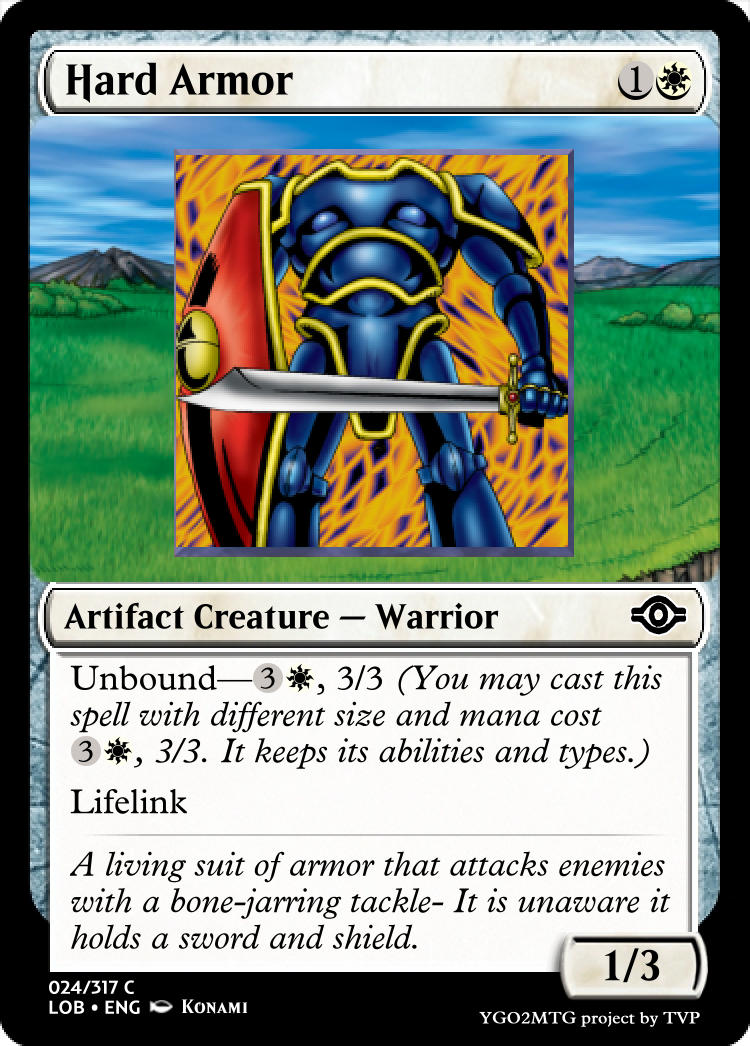 Hard Armor 1
Artifact Creature — Warrior
Unbound—3, 3/3 (You may cast this
spell with different size and mana cost
3, 3/3. It keeps its abilities and types.)
Lifelink
A living suit of armor that attacks enemies
with a bone-jarring tackle- It is unaware it
holds a sword and shield.
1/3
024/317 C
LOB • ENG Konami
YGO2MTG project by TVP